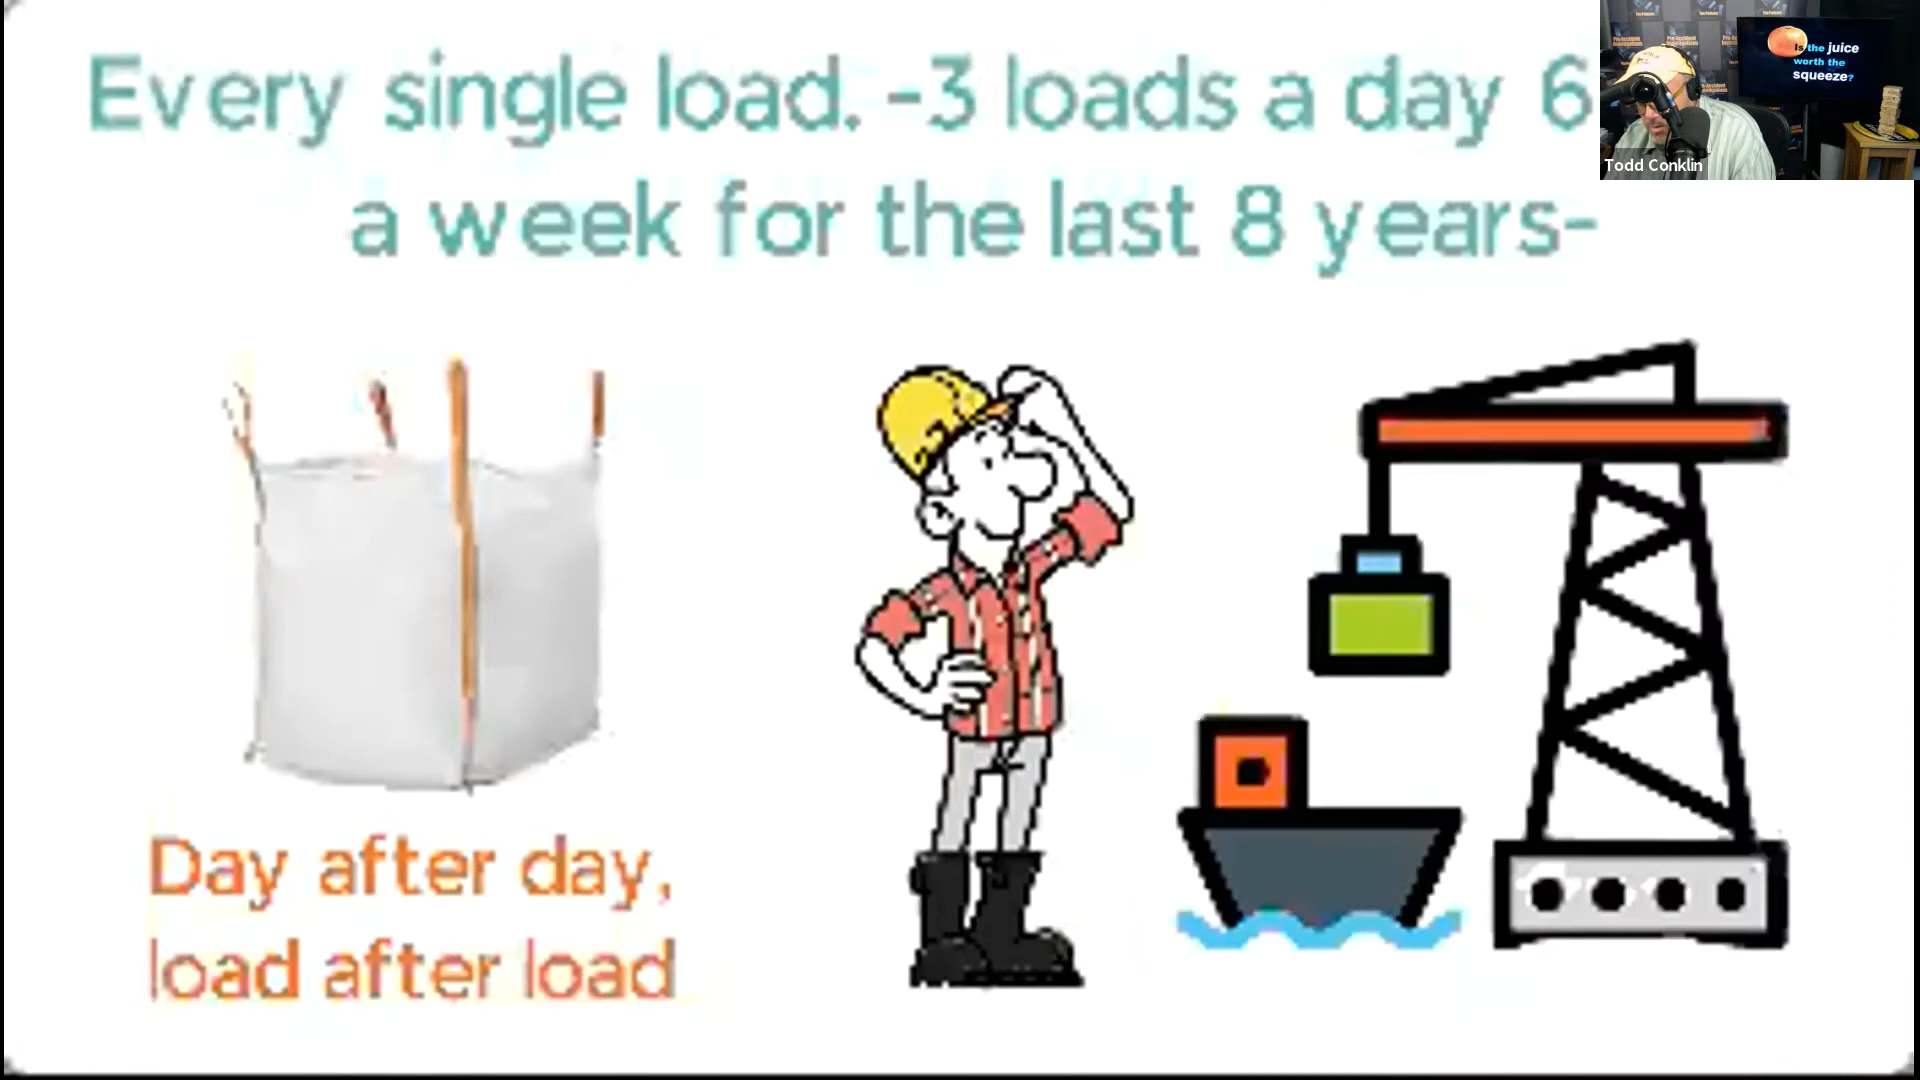 Every single load. -3 loads a day 6
a week for the last 8 years-
Day after day,
load after load
Todd Conklin
Is the juice
worth the
squeeze?